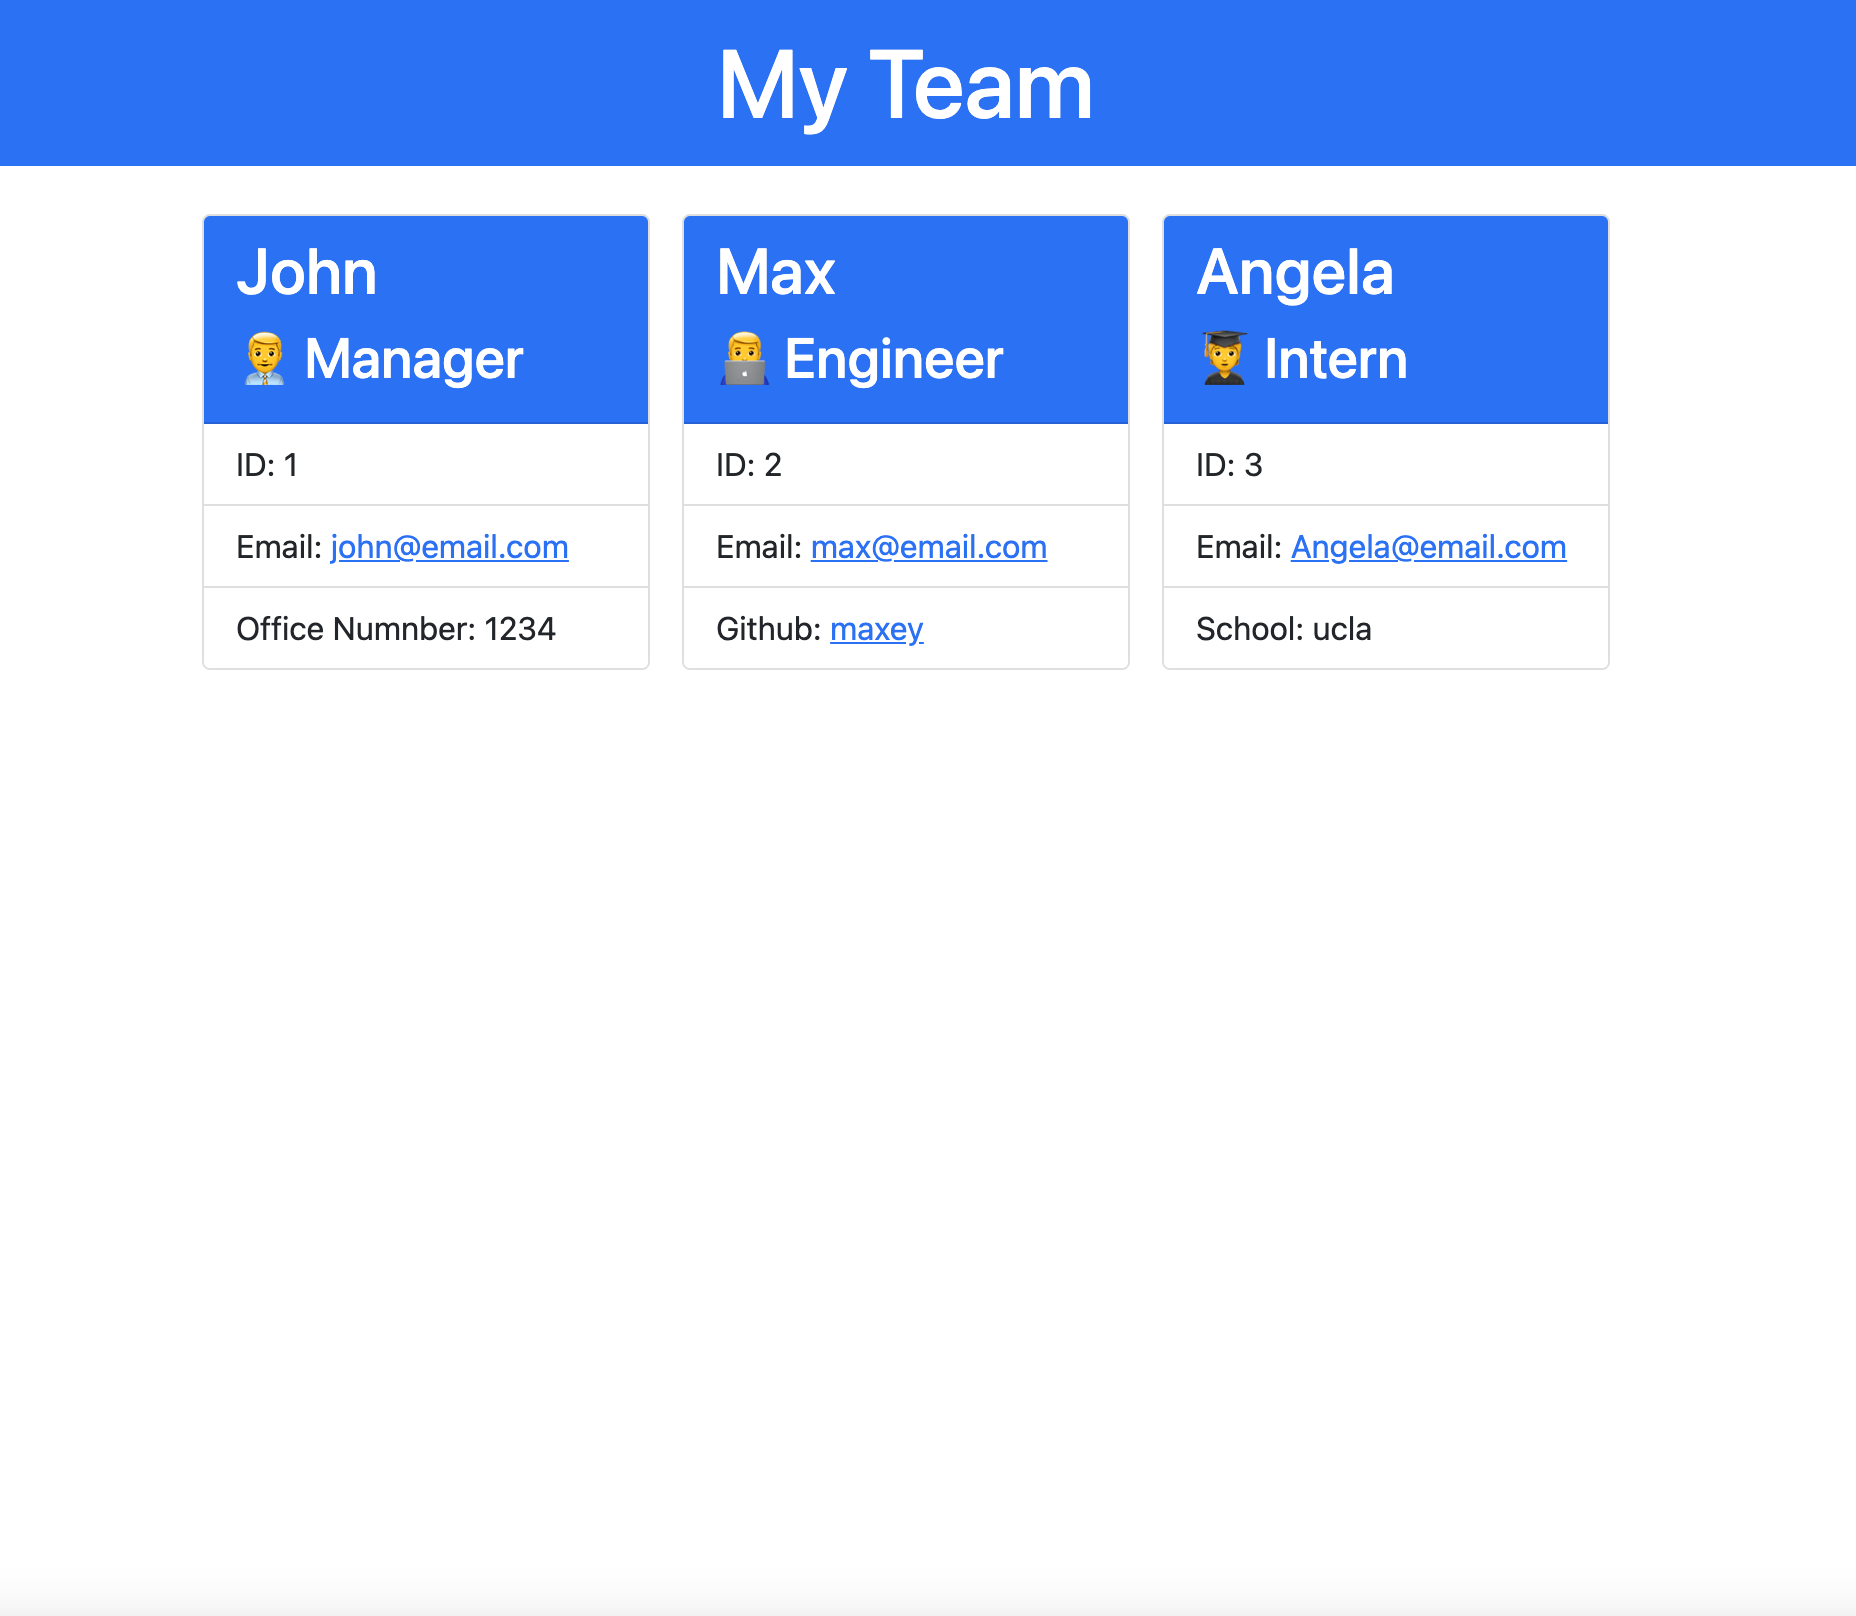 My Team
John
Manager
ID: 1
Email: john@email.com
Office Numnber: 1234
Max
Engineer
ID: 2
Email: max@email.com
Github: maxey
Angela
Intern
ID: 3
Email: Angela@email.com
School: ucla